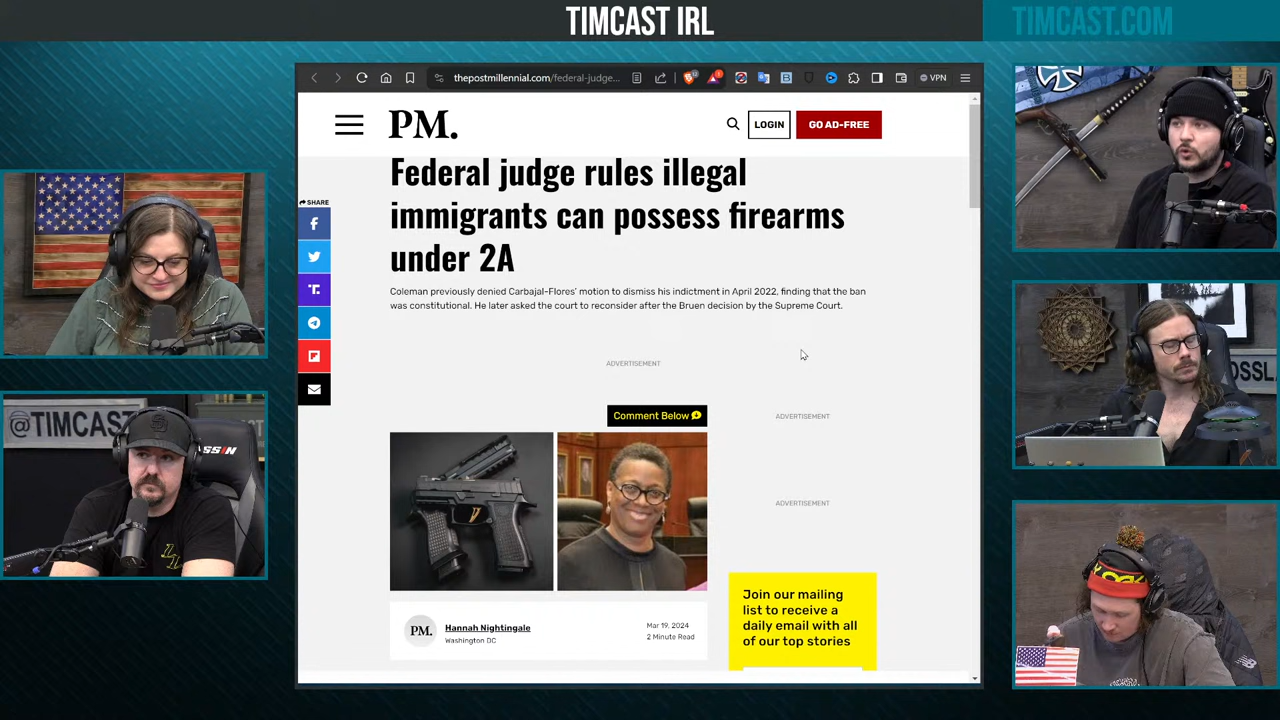 TIMCAST IRL
TIMCAST.COM
thepostmillennial.com/federal-judge...
VPN
PM.
LOGIN
GO AD-FREE
Federal judge rules illegal
immigrants can possess firearms
under 2A
SHARE
Coleman previously denied Carbajal-Flores' motion to dismiss his indictment in April 2022, finding that the ban
was constitutional. He later asked the court to reconsider after the Bruen decision by the Supreme Court.
ADVERTISEMENT
Comment Below
ADVERTISEMENT
ADVERTISEMENT
PM.
Hannah Nightingale
Washington DC
Mar 19, 2024
2 Minute Read
Join our mailing
list to receive a
daily email with all
of our top stories
@TIMCAST